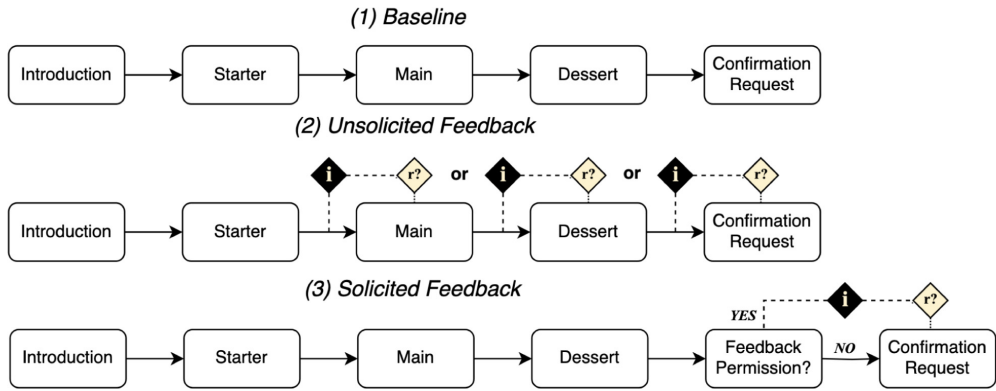 (1) Baseline
Introduction
Starter
Main
Dessert
Confirmation
Request
(2) Unsolicited Feedback
i
r?
or
i
r?
or
i
r?
Introduction
Starter
Main
Dessert
Confirmation
Request
(3) Solicited Feedback
i
r?
YES
Introduction
Starter
Main
Dessert
Feedback
Permission?
NO
Confirmation
Request